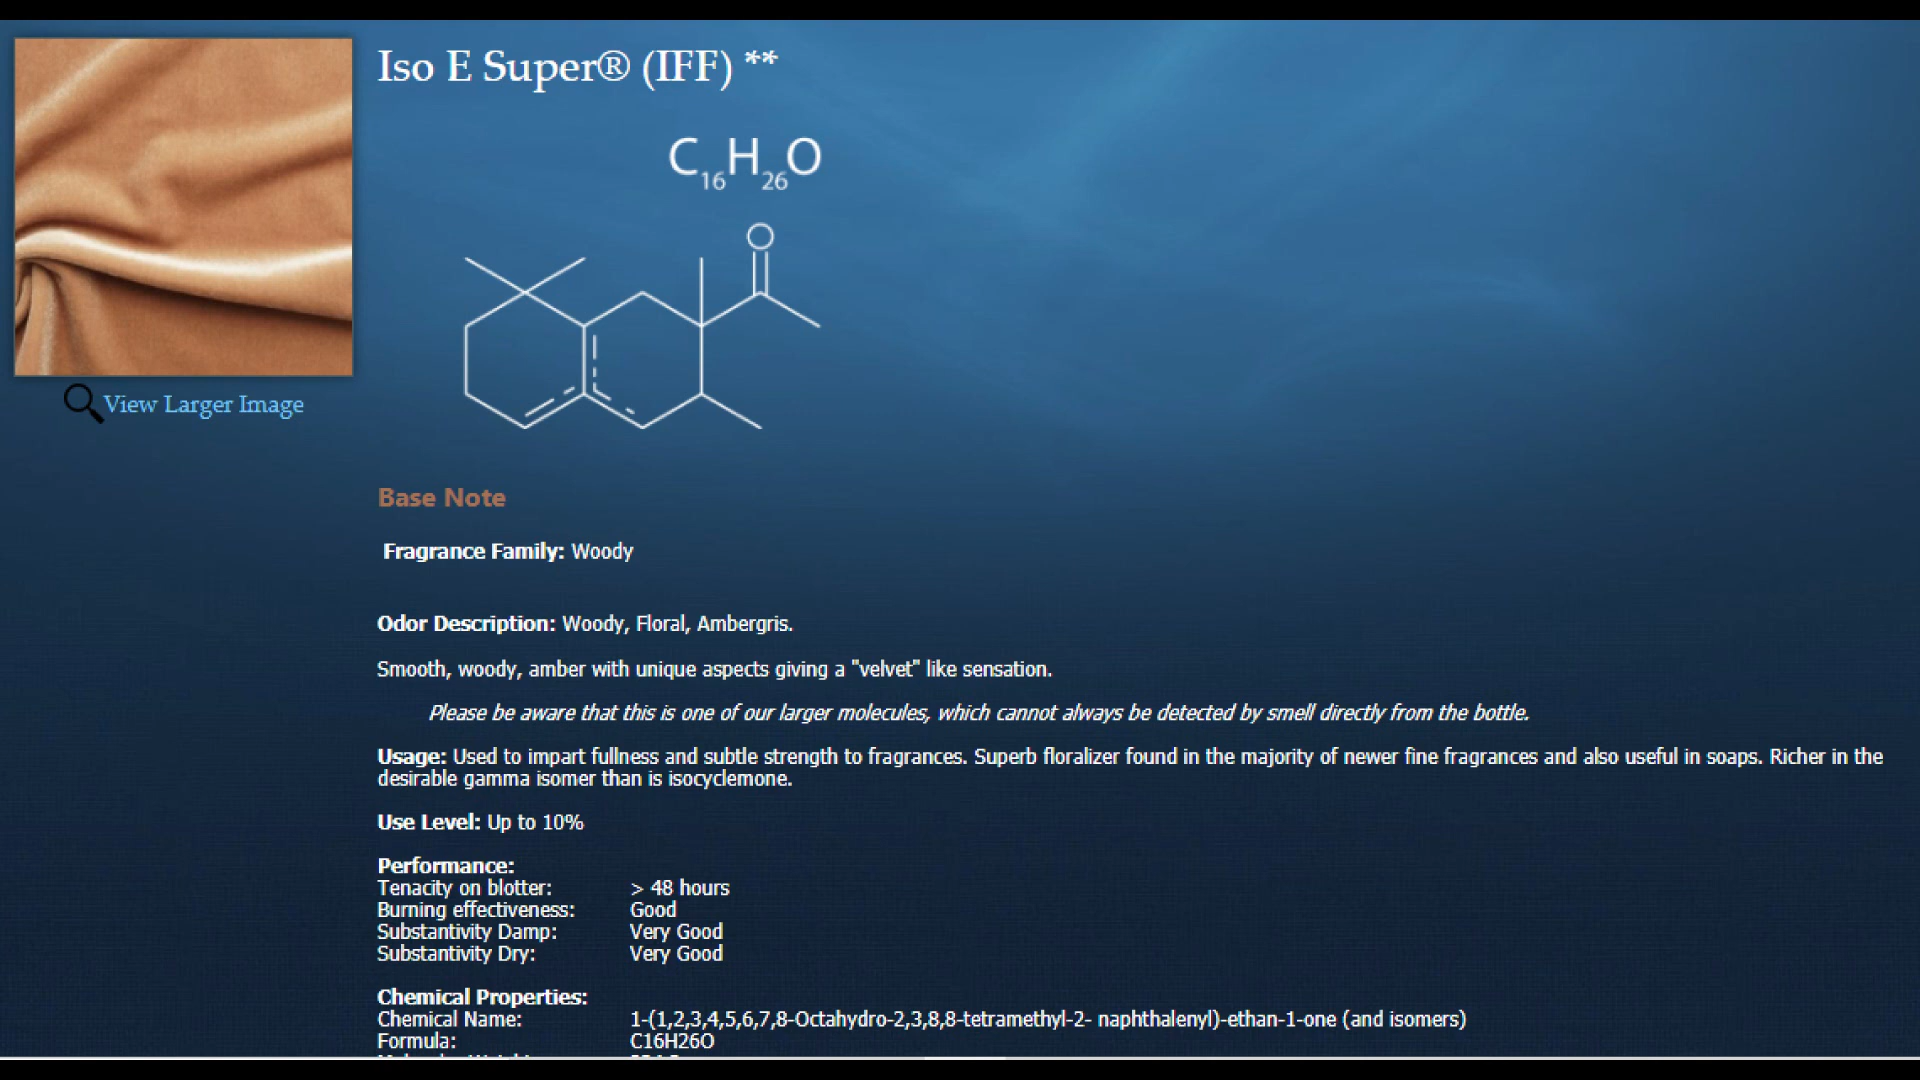 Iso E Super® (IFF) **
C16H26O
O
View Larger Image
Base Note
Fragrance Family: Woody
Odor Description: Woody, Floral, Ambergris.
Smooth, woody, amber with unique aspects giving a "velvet" like sensation.
Please be aware that this is one of our larger molecules, which cannot always be detected by smell directly from the bottle.
Usage: Used to impart fullness and subtle strength to fragrances. Superb floralizer found in the majority of newer fine fragrances and also useful in soaps. Richer in the
desirable gamma isomer than is isocyclemone.
Use Level: Up to 10%
Performance:
Tenacity on blotter: > 48 hours
Burning effectiveness: Good
Substantivity Damp: Very Good
Substantivity Dry: Very Good
Chemical Properties:
Chemical Name: 1-(1,2,3,4,5,6,7,8-Octahydro-2,3,8,8-tetramethyl-2- naphthalenyl)-ethan-1-one (and isomers)
Formula: C16H26O